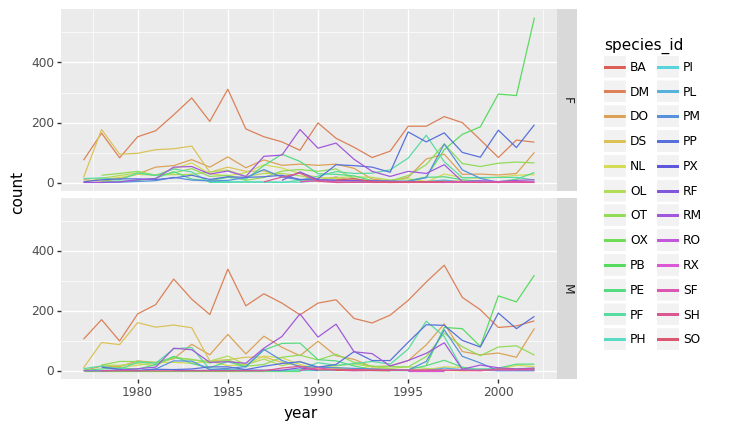 species_id
BA PI
DM PL
DO PM
DS PP
NL PX
OL RF
OT RM
OX RO
PB RX
PE SF
PF SH
PH SO
count
400
200
0
F
400
200
0
M
1980 1985 1990 1995 2000
year